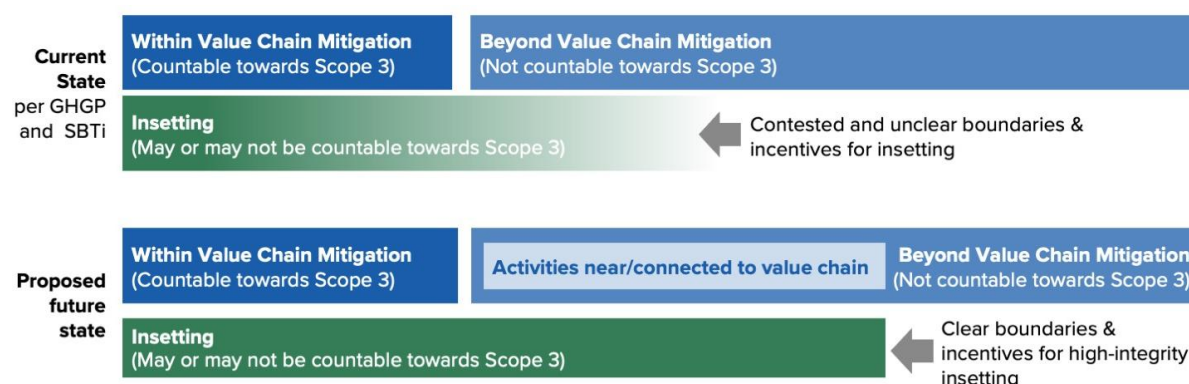 Current
State
per GHGP
and SBTi
Within Value Chain Mitigation
(Countable towards Scope 3)
Beyond Value Chain Mitigation
(Not countable towards Scope 3)
Insetting
(May or may not be countable towards Scope 3)
Contested and unclear boundaries &
incentives for insetting
Proposed
future
state
Within Value Chain Mitigation
(Countable towards Scope 3)
Activities near/connected to value chain
Beyond Value Chain Mitigation
(Not countable towards Scope 3)
Insetting
(May or may not be countable towards Scope 3)
Clear boundaries &
incentives for high-integrity
insetting